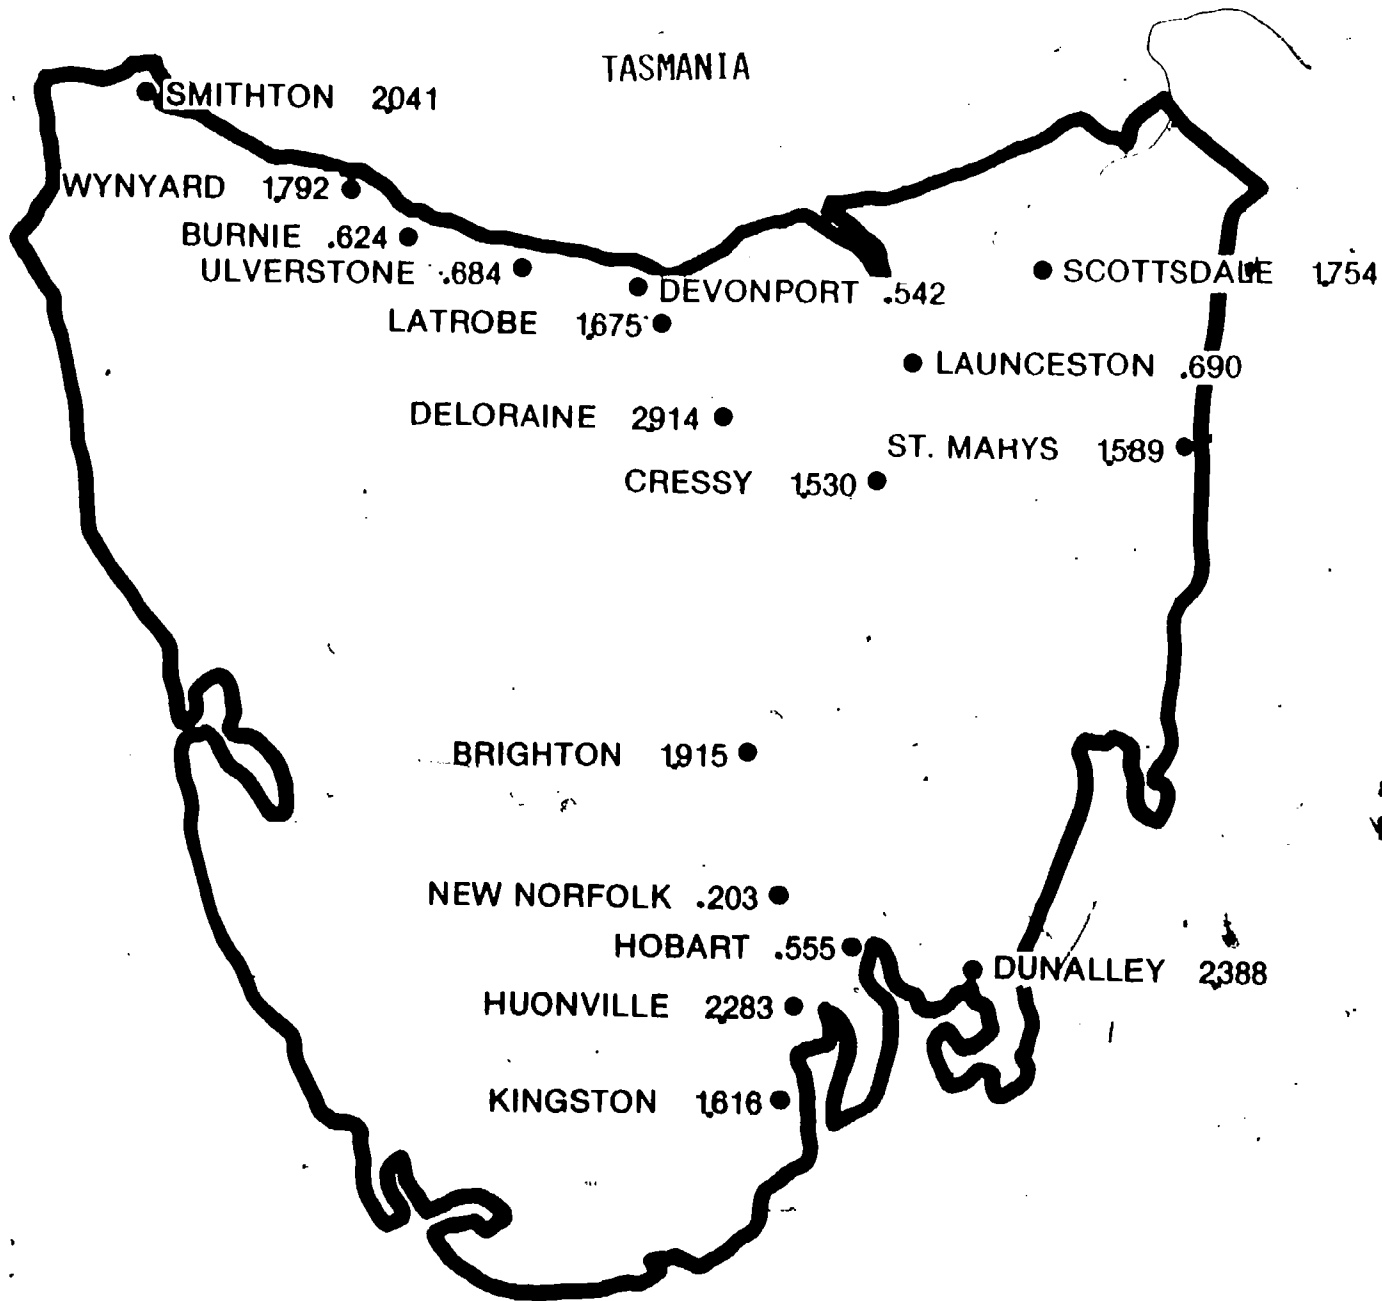 TASMANIA
SMITHTON 2,041
WYNYARD 1,792
BURNIE .624
ULVERSTONE .684
SCOTTSDALE 1,754
DEVONPORT .542
LATROBE 1,675
LAUNCESTON .690
DELORAINE 2,914
ST. MAHYS 1,589
CRESSY 1,530
BRIGHTON 1,915
NEW NORFOLK .203
HOBART .555
DUNALLEY 2,388
HUONVILLE 2,283
KINGSTON 1,616